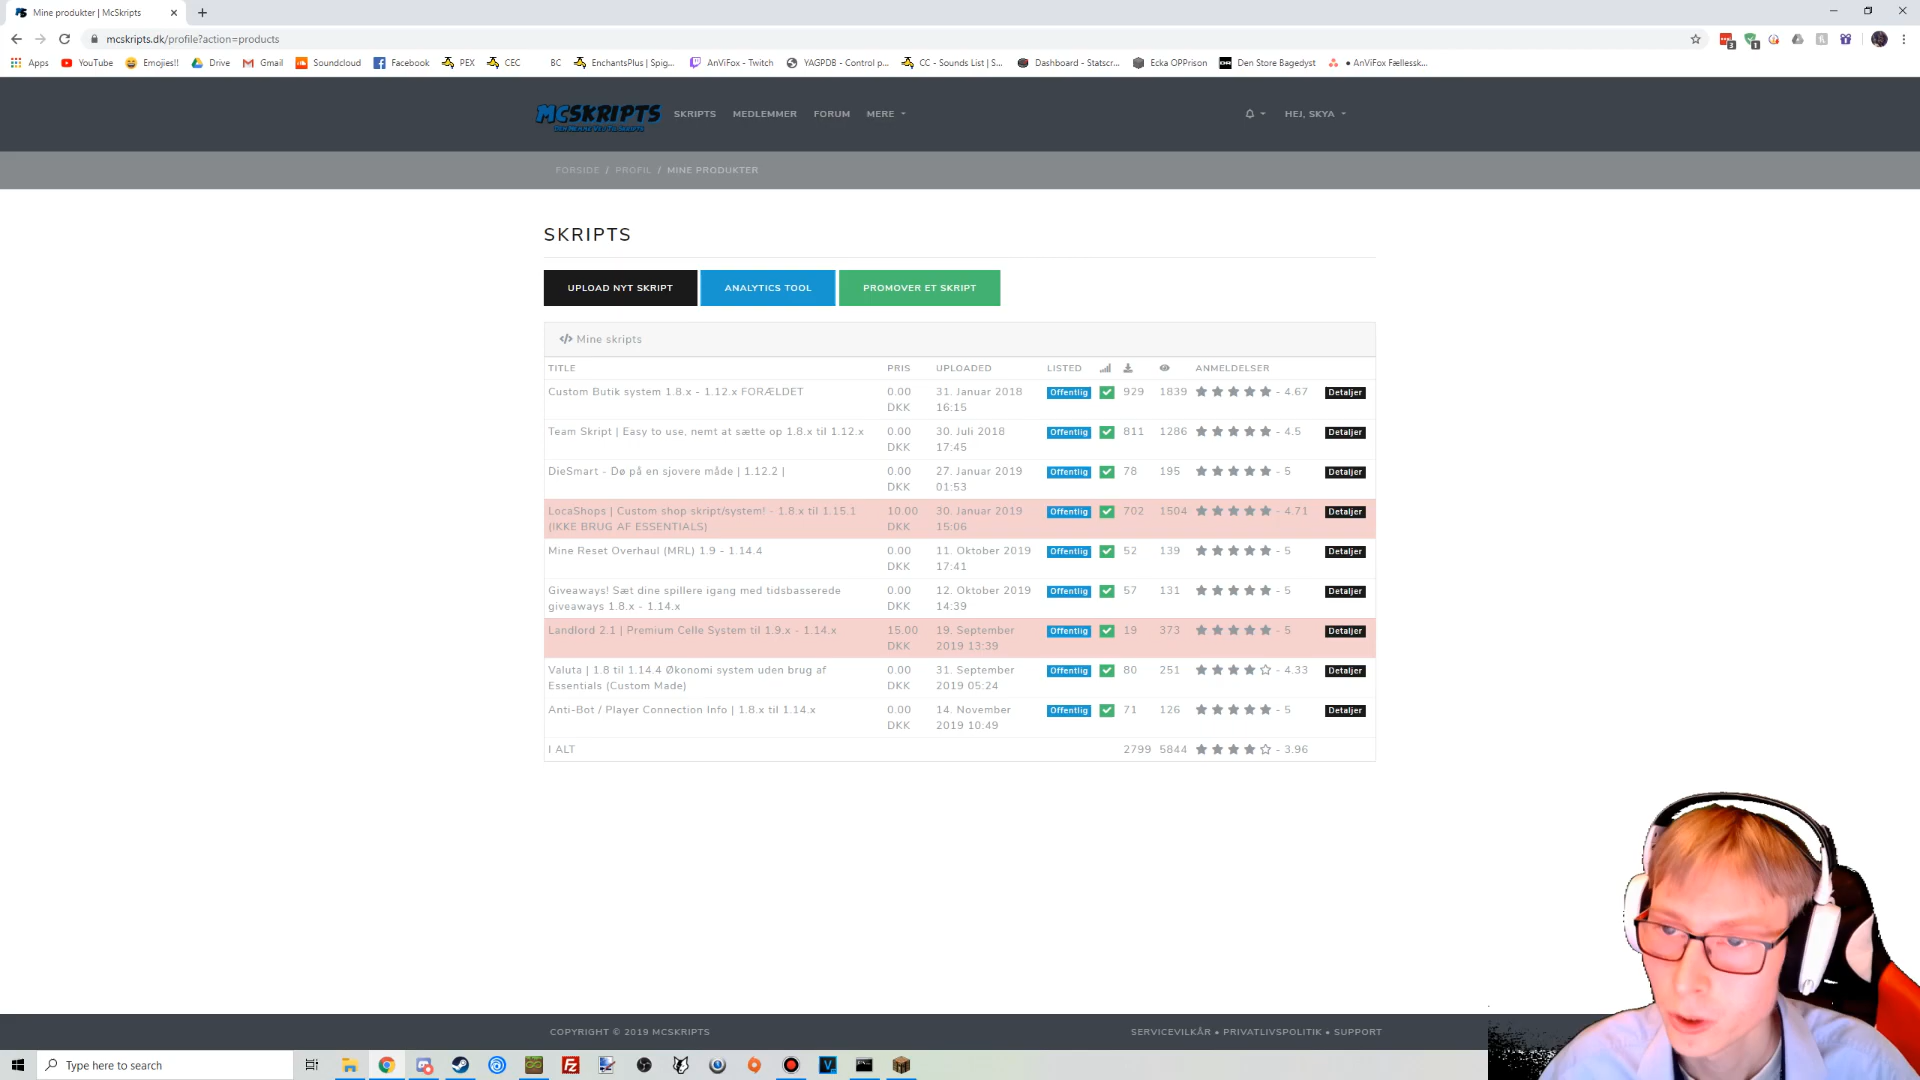 Mine produkter | McSkripts
mcskripts.dk/profile?action=products
Apps YouTube Emojies!! Drive Gmail Soundcloud Facebook PEX CEC BC EnchantsPlus | Spig... AnViFox - Twitch YAGPDB - Control p... CC - Sounds List | S... Dashboard - Statscr... Ecka OPPrison Den Store Bagedyst • AnViFox Fællessk...
MCSKRIPTS SKRIPTS MEDLEMMER FORUM MERE HEJ, SKYA
FORSIDE / PROFIL / MINE PRODUKTER
SKRIPTS
UPLOAD NYT SKRIPT ANALYTICS TOOL PROMOVER ET SKRIPT
</> Mine skripts
TITLE PRIS UPLOADED LISTED ANMELDELSER
Custom Butik system 1.8.x - 1.12.x FORÆLDET 0.00 31. Januar 2018 Offentlig 929 1839 - 4.67 Detaljer
DKK 16:15
Team Skript | Easy to use, nemt at sætte op 1.8.x til 1.12.x 0.00 30. Juli 2018 Offentlig 811 1286 - 4.5 Detaljer
DKK 17:45
DieSmart - Dø på en sjovere måde | 1.12.2 | 0.00 27. Januar 2019 Offentlig 78 195 - 5 Detaljer
DKK 01:53
LocaShops | Custom shop skript/system! - 1.8.x til 1.15.1 10.00 30. Januar 2019 Offentlig 702 1504 - 4.71 Detaljer
(IKKE BRUG AF ESSENTIALS) DKK 15:06
Mine Reset Overhaul (MRL) 1.9 - 1.14.4 0.00 11. Oktober 2019 Offentlig 52 139 - 5 Detaljer
DKK 17:41
Giveaways! Sæt dine spillere igang med tidsbasserede 0.00 12. Oktober 2019 Offentlig 57 131 - 5 Detaljer
giveaways 1.8.x - 1.14.x DKK 14:39
Landlord 2.1 | Premium Celle System til 1.9.x - 1.14.x 15.00 19. September Offentlig 19 373 - 5 Detaljer
DKK 2019 13:39
Valuta | 1.8 til 1.14.4 Økonomi system uden brug af 0.00 31. September Offentlig 80 251 - 4.33 Detaljer
Essentials (Custom Made) DKK 2019 05:24
Anti-Bot / Player Connection Info | 1.8.x til 1.14.x 0.00 14. November Offentlig 71 126 - 5 Detaljer
DKK 2019 10:49
I ALT 2799 5844 - 3.96
COPYRIGHT © 2019 MCSKRIPTS SERVICEVILKÅR • PRIVATLIVSPOLITIK • SUPPORT
Type here to search